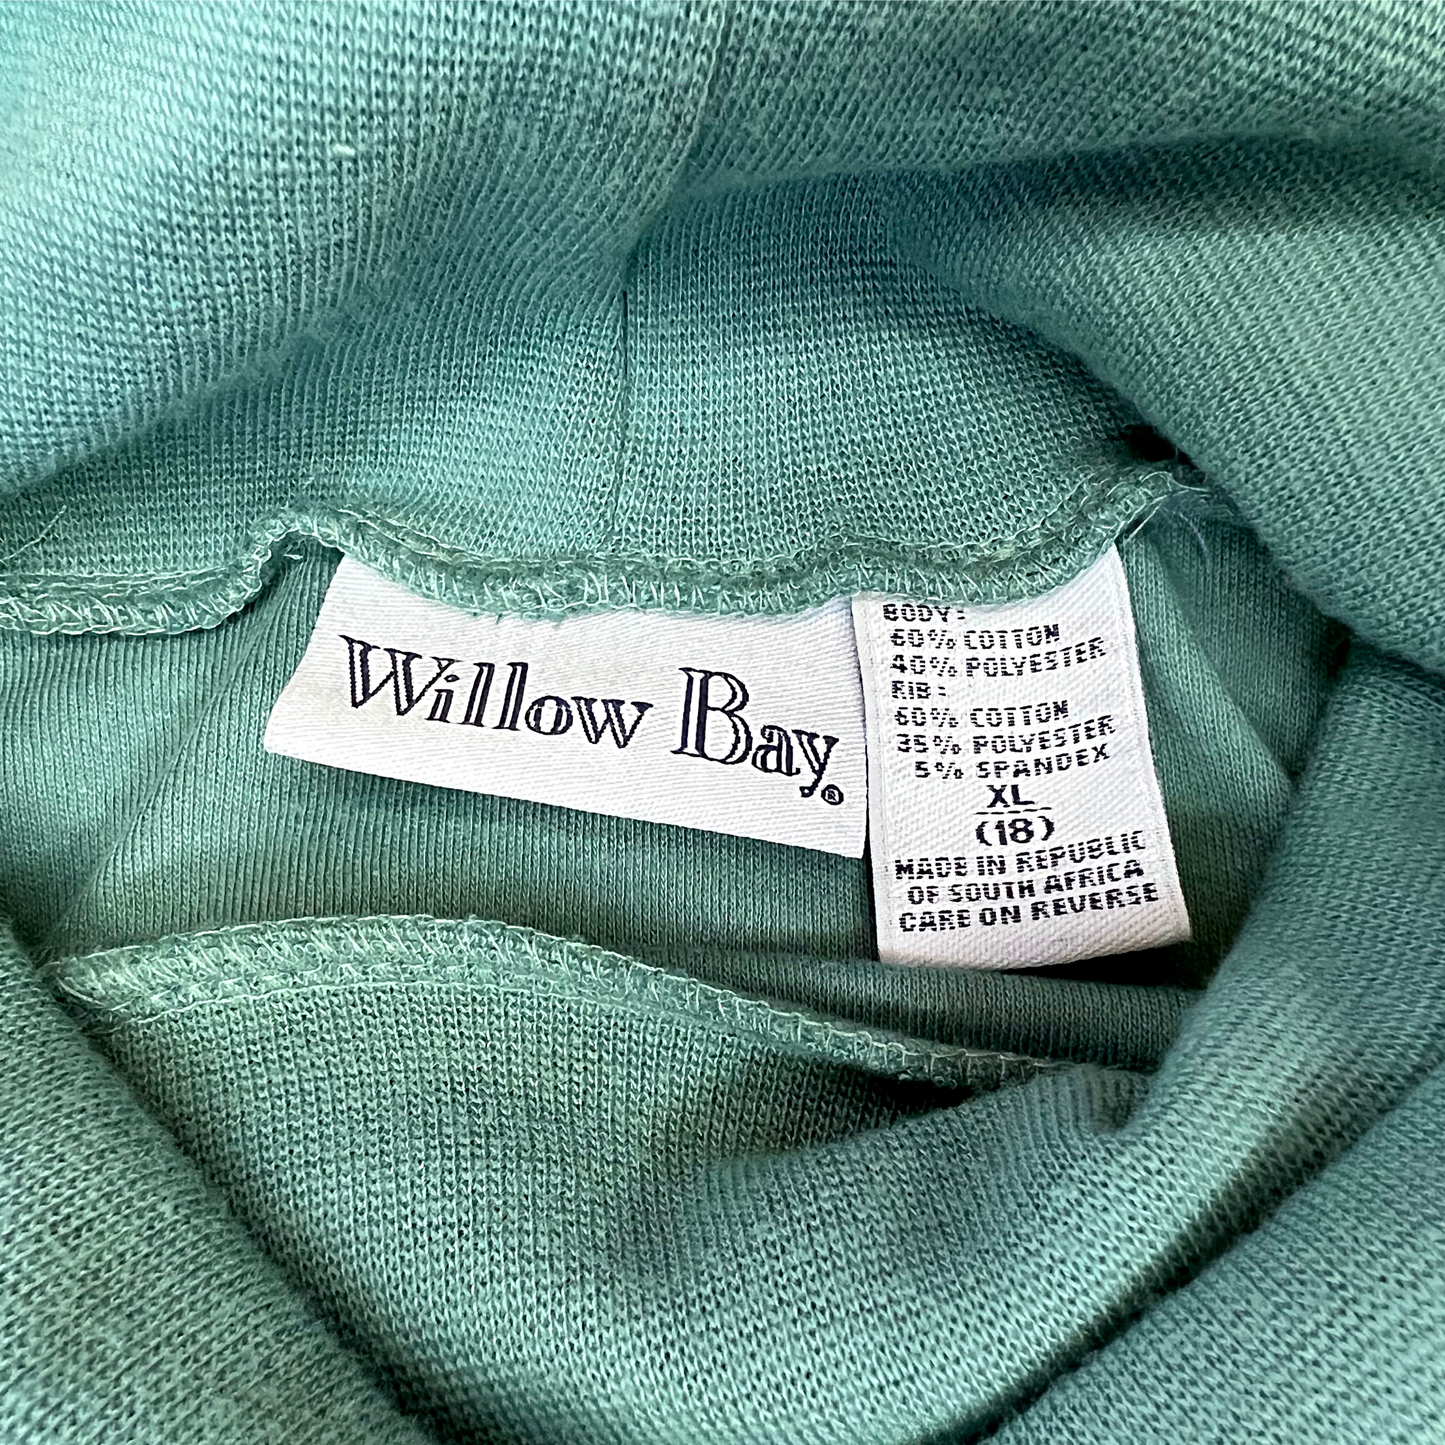 Willow Bay®
BODY:
60% COTTON
40% POLYESTER
RIB:
60% COTTON
35% POLYESTER
5% SPANDEX
XL
(18)
MADE IN REPUBLIC
OF SOUTH AFRICA
CARE ON REVERSE